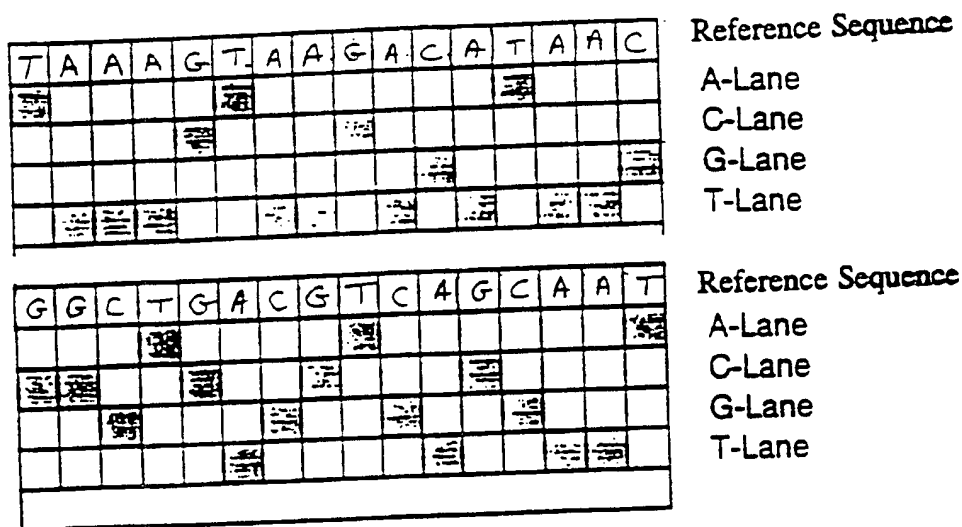 T A A A G T A A G A C A T A A C Reference Sequence
A-Lane
C-Lane
G-Lane
T-Lane
G G C T G A C G T C A G C A A T Reference Sequence
A-Lane
C-Lane
G-Lane
T-Lane